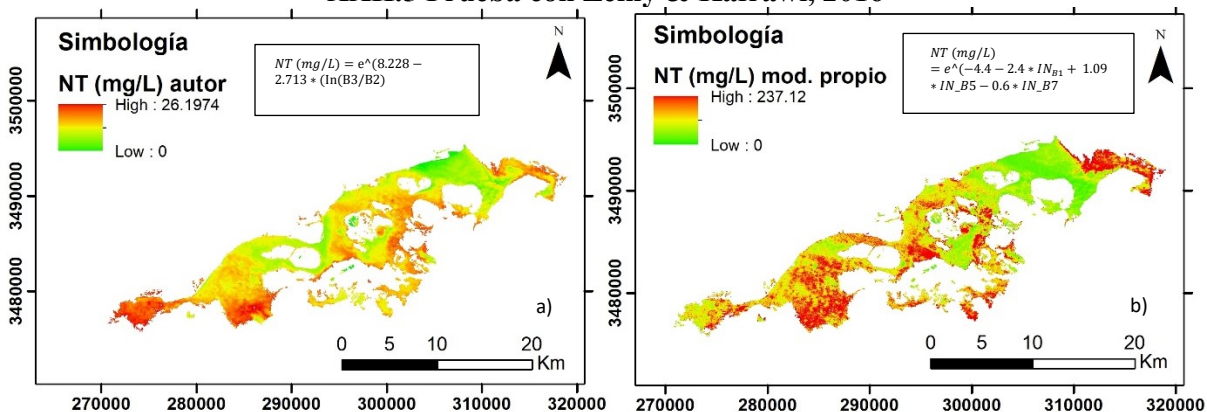 Simbología
NT (mg/L) autor
High : 26.1974
Low : 0
NT (mg/L) = e^(8.228 −
2.713 * (In(B3/B2)
N
a)
0 5 10 20
Km
3500000
3490000
3480000
270000 280000 290000 300000 310000 320000
Simbología
NT (mg/L) mod. propio
High : 237.12
Low : 0
NT (mg/L)
= e^(−4.4 − 2.4 * IN_B1 + 1.09
* IN_B5 − 0.6 * IN_B7
N
b)
0 5 10 20
Km
3500000
3490000
3480000
270000 280000 290000 300000 310000 320000